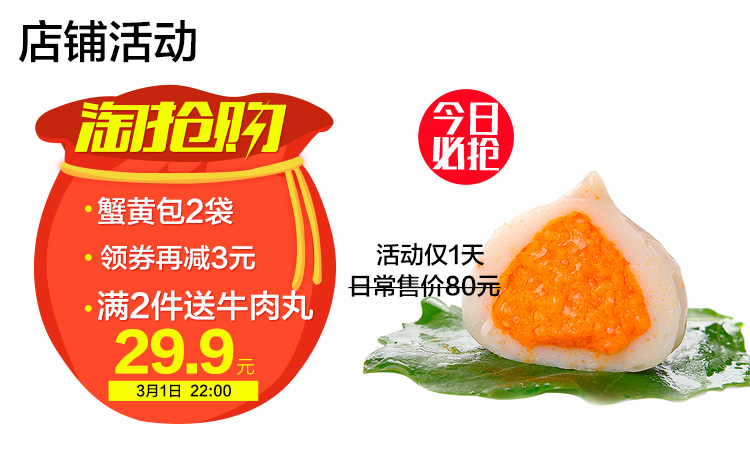 店铺活动
淘抢购
·蟹黄包2袋
·领券再减3元
·满2件送牛肉丸
29.9元
3月1日 22:00
今日
必抢
活动仅1天
日常售价80元